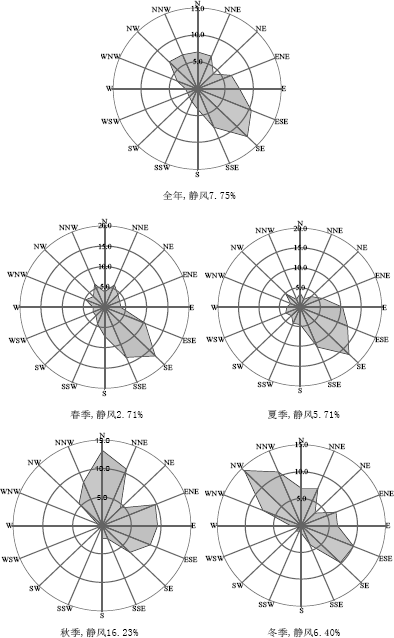 N
15.0
NNW
NNE
NW
10.0
NE
WNW
5.0
ENE
W
E
WSW
ESE
SW
SE
SSW
SSE
S
全年,静风7.75%
N
20.0
NNW
NNE
NW
15.0
NE
10.0
WNW
5.0
ENE
W
E
WSW
ESE
SW
SE
SSW
SSE
S
春季,静风2.71%
N
20.0
NNW
NNE
NW
15.0
NE
10.0
WNW
5.0
ENE
W
E
WSW
ESE
SW
SE
SSW
SSE
S
夏季,静风5.71%
N
15.0
NNW
NNE
NW
10.0
NE
WNW
5.0
ENE
W
E
WSW
ESE
SW
SE
SSW
SSE
S
秋季,静风16.23%
N
15.0
NNW
NNE
NW
10.0
NE
WNW
5.0
ENE
W
E
WSW
ESE
SW
SE
SSW
SSE
S
冬季,静风6.40%